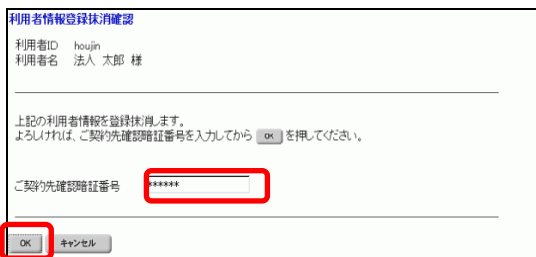 利用者情報登録抹消確認
利用者ID houjin
利用者名 法人 太郎 様
上記の利用者情報を登録抹消します。
よろしければ、ご契約先確認暗証番号を入力してから OK を押してください。
ご契約先確認暗証番号 ******
OK キャンセル